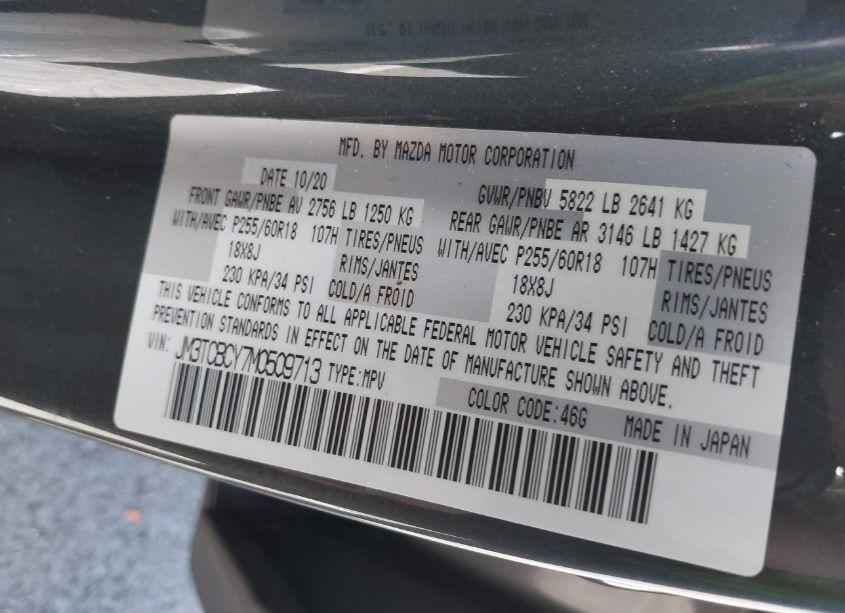 MFD. BY MAZDA MOTOR CORPORATION
DATE 10/20 GVWR/PNBV 5822 LB 2641 KG
FRONT GAWR/PNBE AV 2756 LB 1250 KG REAR GAWR/PNBE AR 3146 LB 1427 KG
WITH/AVEC P255/60R18 107H TIRES/PNEUS WITH/AVEC P255/60R18 107H TIRES/PNEUS
18X8J RIMS/JANTES 18X8J RIMS/JANTES
230 KPA/34 PSI COLD/A FROID 230 KPA/34 PSI COLD/A FROID
THIS VEHICLE CONFORMS TO ALL APPLICABLE FEDERAL MOTOR VEHICLE SAFETY AND THEFT
PREVENTION STANDARDS IN EFFECT ON THE DATE OF MANUFACTURE SHOWN ABOVE.
VIN: JM3TCBCY7M0509713 TYPE:MPV
COLOR CODE:46G MADE IN JAPAN